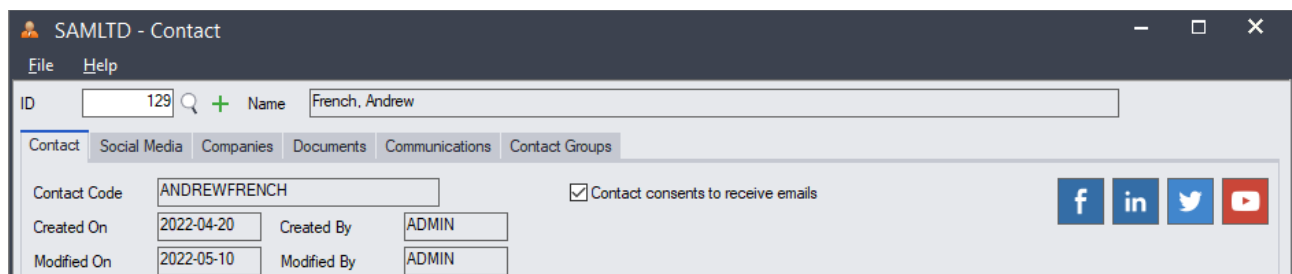 SAMLTD - Contact
File Help
ID 129 Name French, Andrew
Contact Social Media Companies Documents Communications Contact Groups
Contact Code ANDREWFRENCH Contact consents to receive emails f in
Created On 2022-04-20 Created By ADMIN
Modified On 2022-05-10 Modified By ADMIN